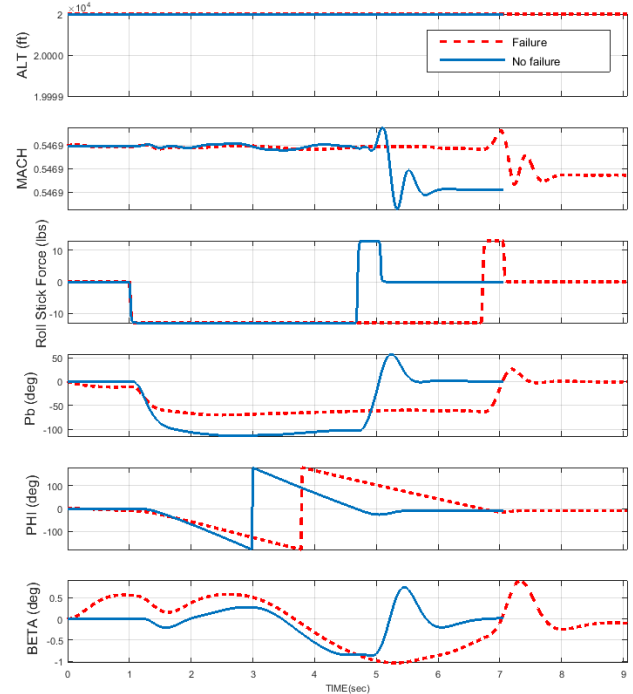 ×10⁴
2
2.0000
1.9999
ALT (ft)
Failure
No failure
0.5469
0.5469
0.5469
MACH
10
0
-10
Roll Stick Force (lbs)
50
0
-50
-100
Pb (deg)
100
0
-100
PHI (deg)
0.5
0
-0.5
-1
BETA (deg)
0 1 2 3 4 5 6 7 8 9
TIME(sec)